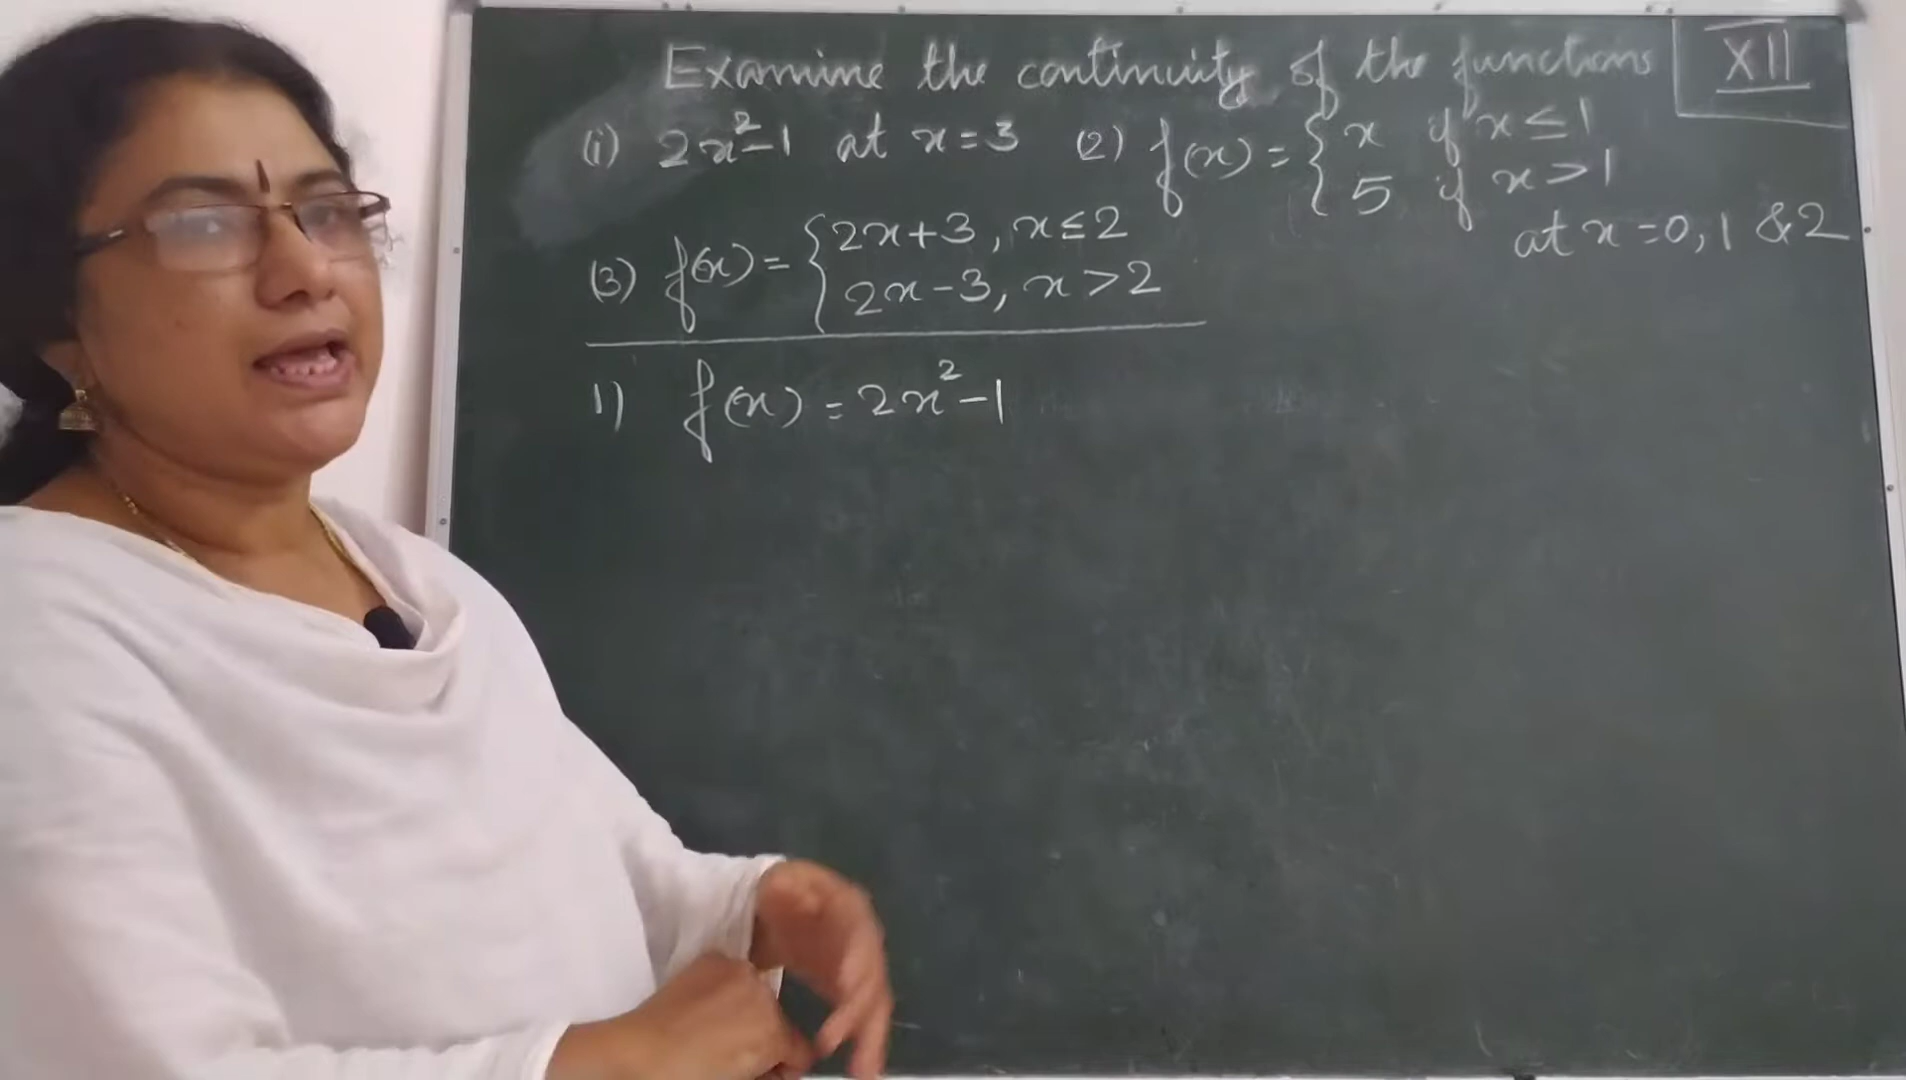 Examine the continuity of the functions XII
(1) 2x²-1 at x=3 (2) f(x) = { x if x ≤ 1
5 if x > 1
at x=0, 1 & 2
(3) f(x) = { 2x+3, x ≤ 2
2x-3, x > 2
1) f(x) = 2x²-1